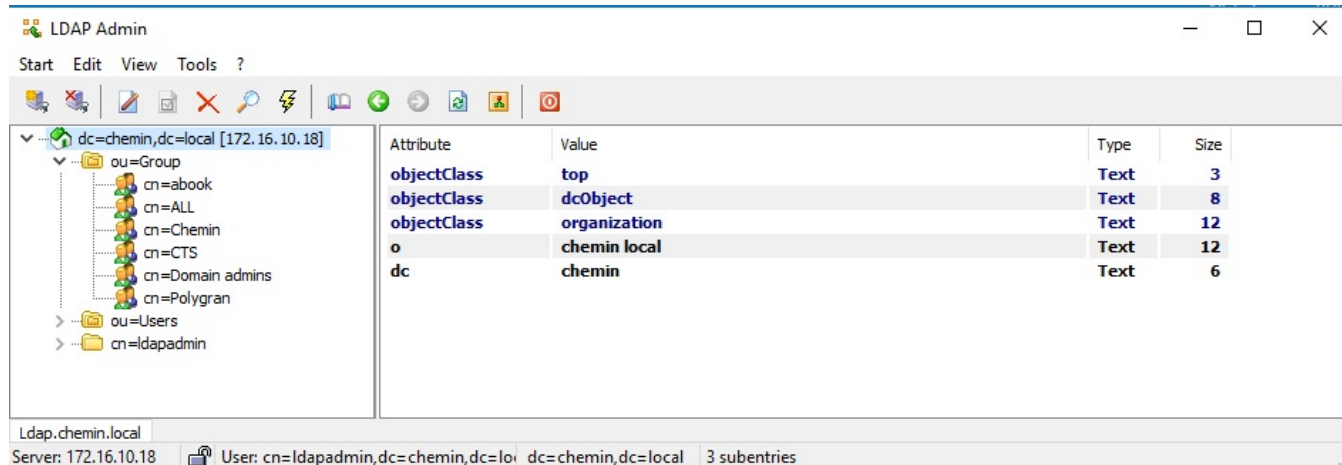 LDAP Admin
Start Edit View Tools ?
dc=chemin,dc=local [172.16.10.18]
ou=Group
cn=abook
cn=ALL
cn=Chemin
cn=CTS
cn=Domain admins
cn=Polygran
ou=Users
cn=ldapadmin
Attribute Value Type Size
objectClass top Text 3
objectClass dcObject Text 8
objectClass organization Text 12
o chemin local Text 12
dc chemin Text 6
Ldap.chemin.local
Server: 172.16.10.18 User: cn=ldapadmin,dc=chemin,dc=lo dc=chemin,dc=local 3 subentries